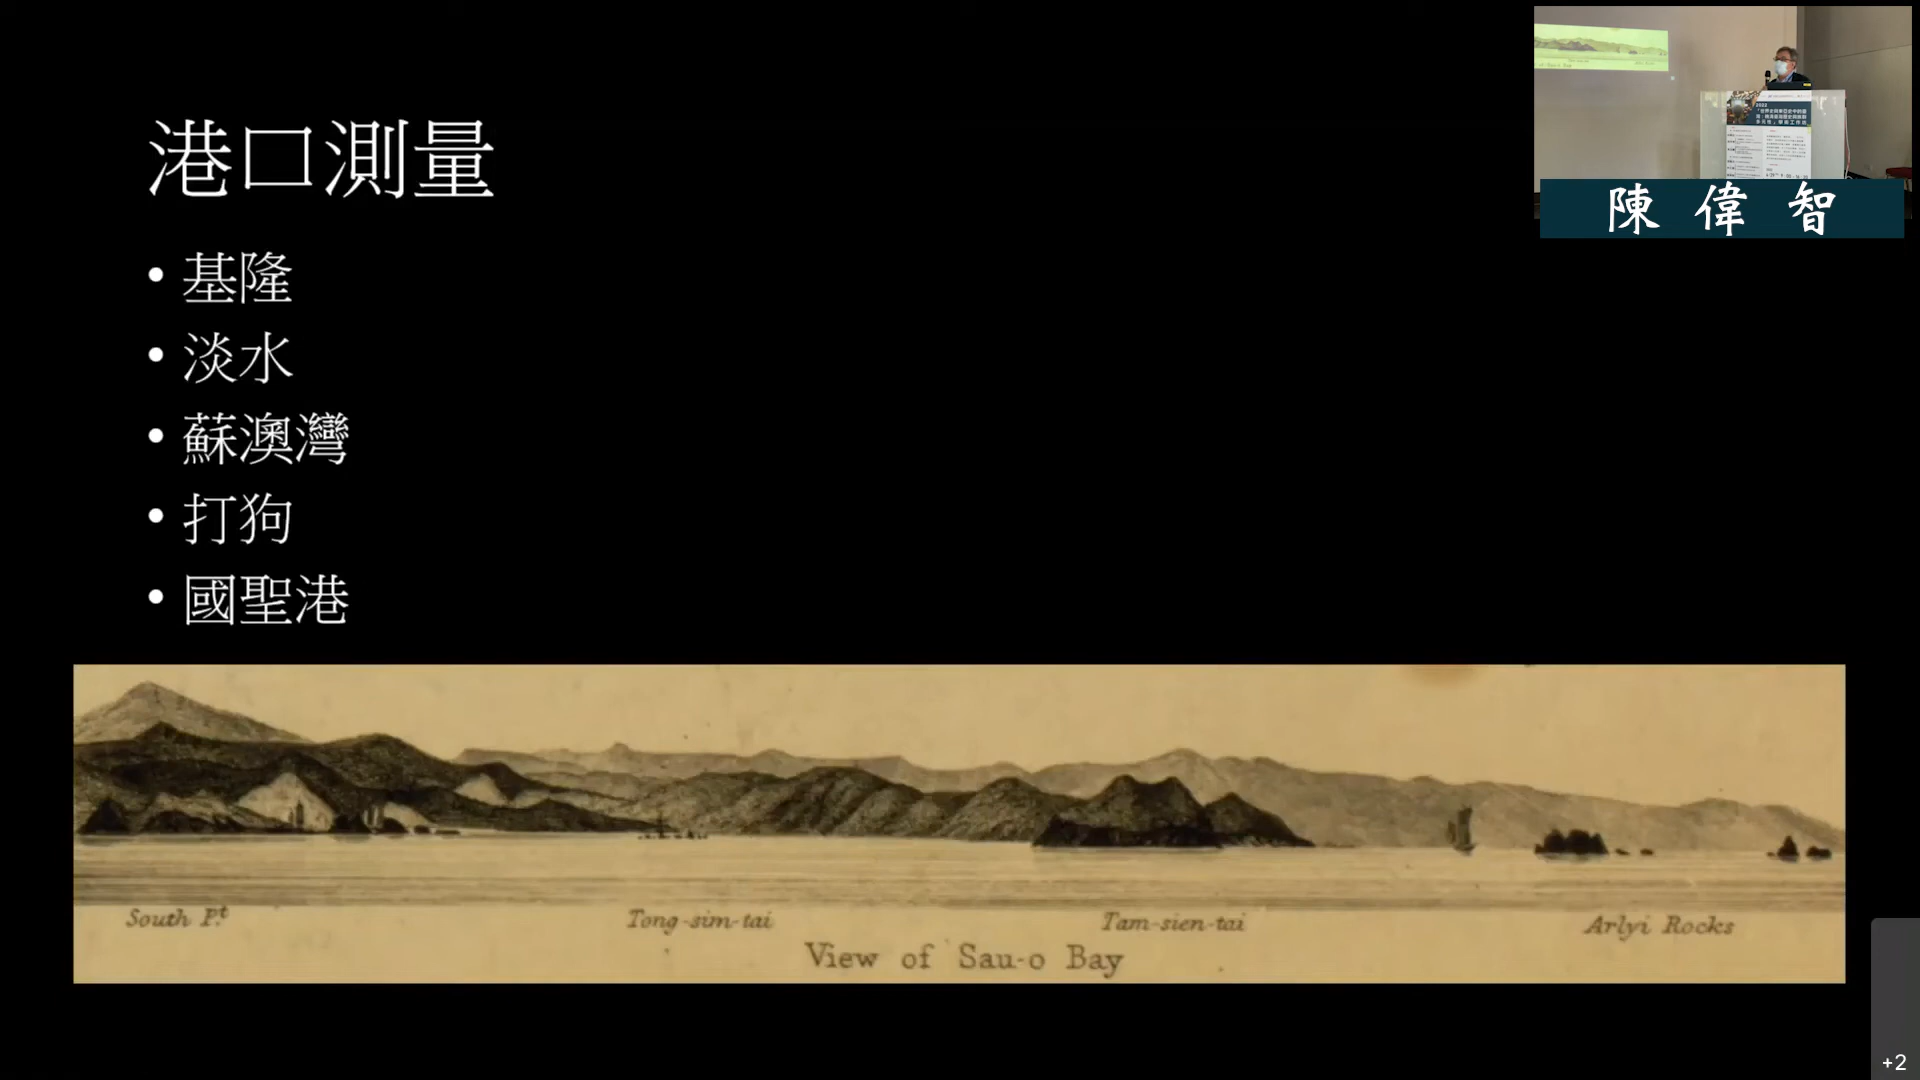 港口測量
• 基隆
• 淡水
• 蘇澳灣
• 打狗
• 國聖港
South Pt.
Tong-sim-tai
Tam-sien-tai
Arlyi Rocks
View of Sau-o Bay
陳偉智
+2